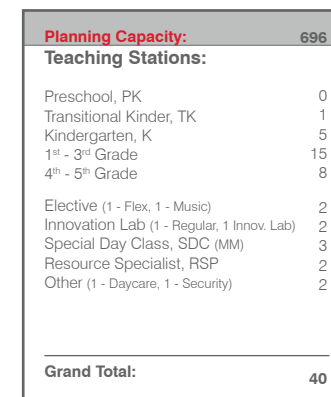 Planning Capacity: 696
Teaching Stations:
Preschool, PK 0
Transitional Kinder, TK 1
Kindergarten, K 5
1st - 3rd Grade 15
4th - 5th Grade 8
Elective (1 - Flex, 1 - Music) 2
Innovation Lab (1 - Regular, 1 Innov. Lab) 2
Special Day Class, SDC (MM) 3
Resource Specialist, RSP 2
Other (1 - Daycare, 1 - Security) 2
Grand Total: 40